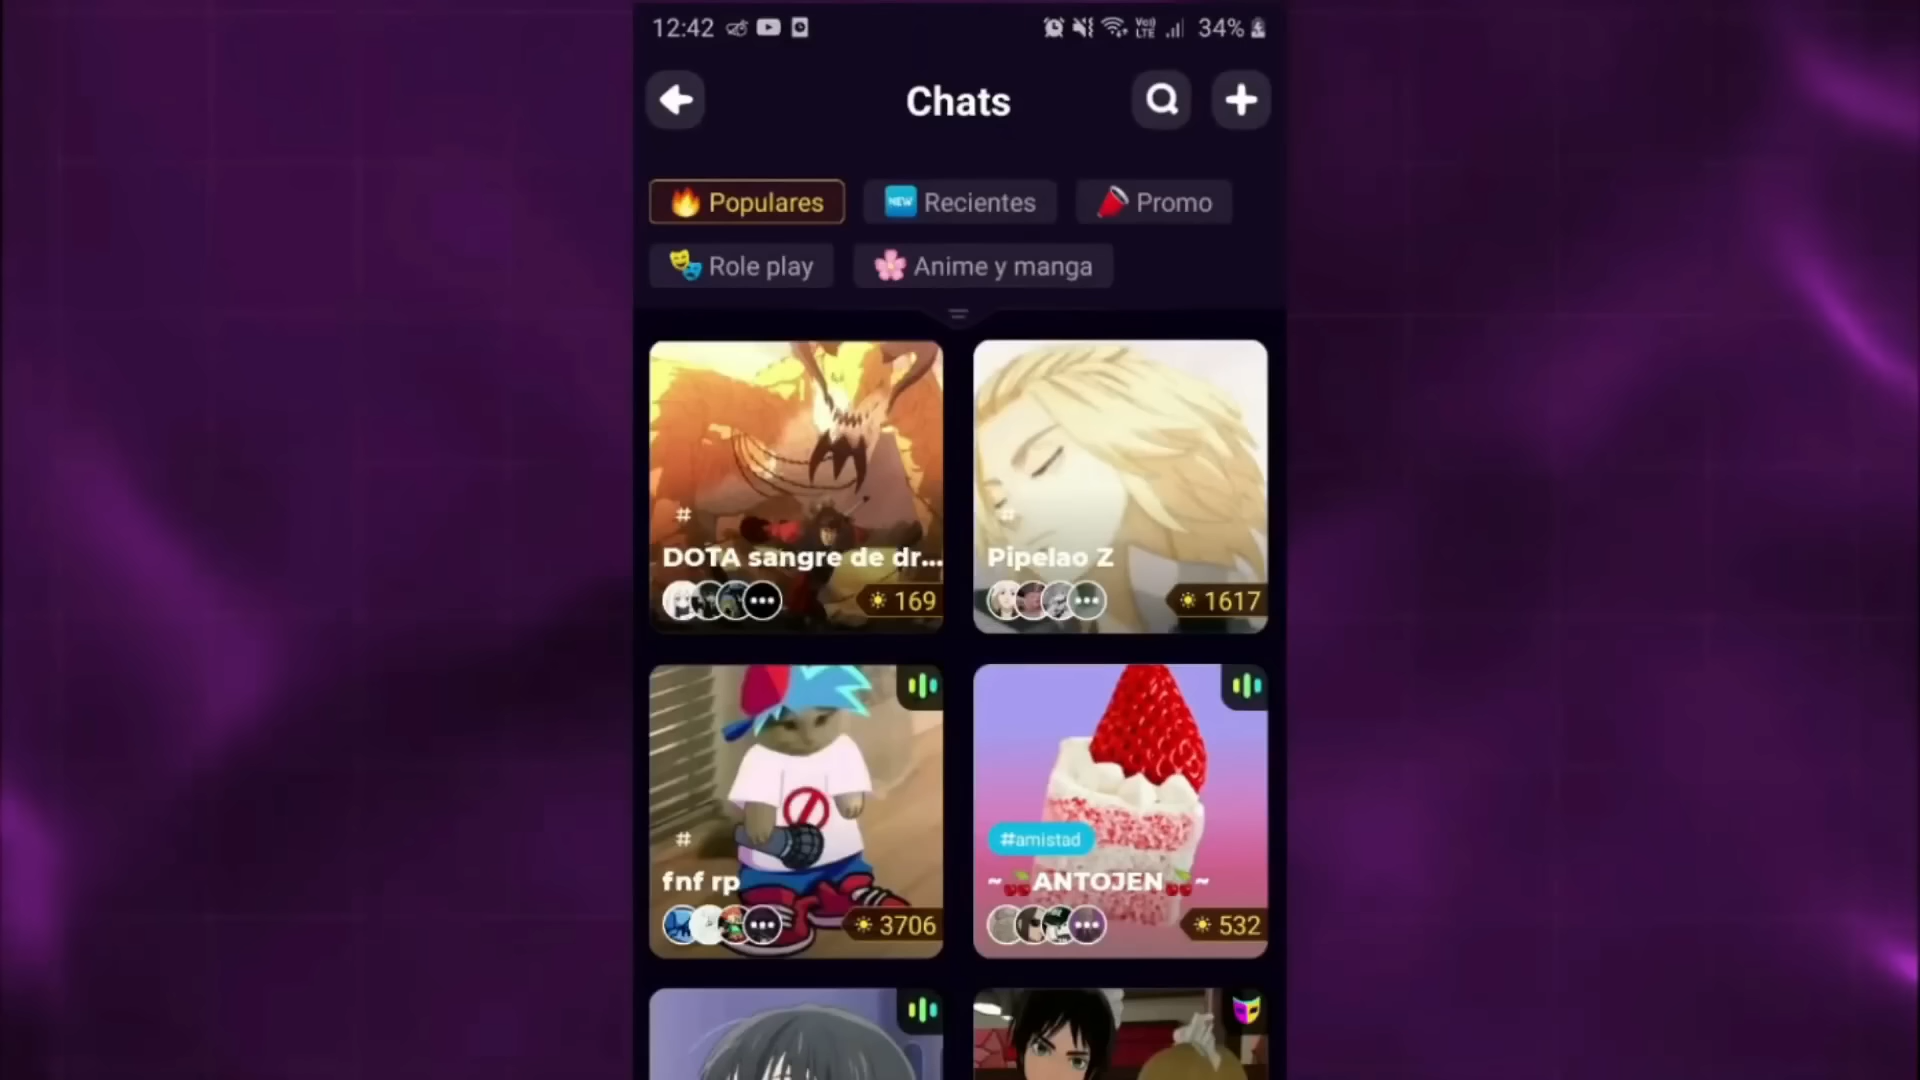 12:42 34%
Chats
Populares NEW Recientes Promo
Role play Anime y manga
# #
DOTA sangre de dr... Pipelao Z
169 1617
# #amistad
fnf rp ~ANTOJEN~
3706 532